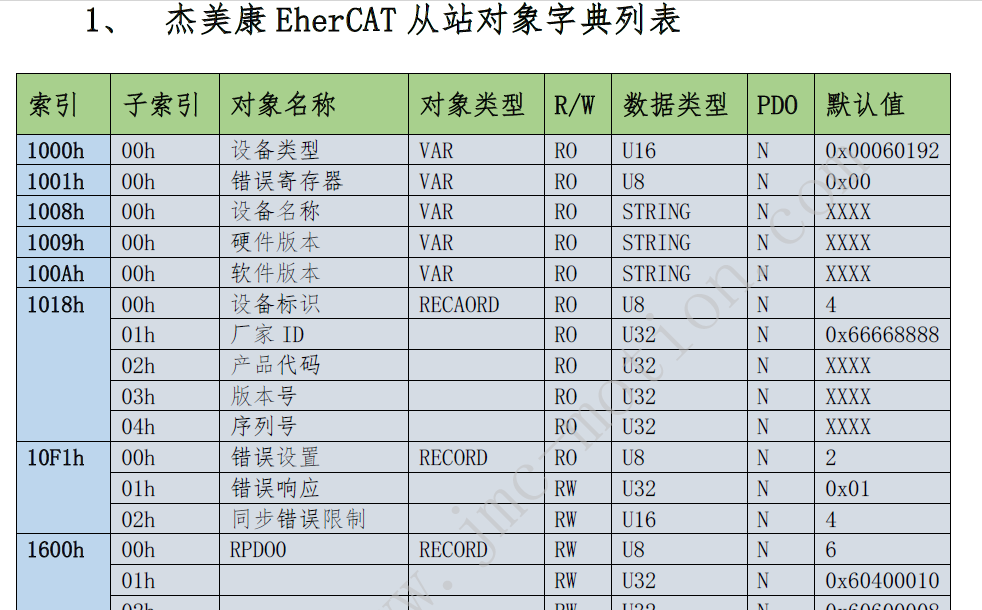 1、 杰美康 EherCAT 从站对象字典列表
索引 子索引 对象名称 对象类型 R/W 数据类型 PDO 默认值
1000h 00h 设备类型 VAR RO U16 N 0x00060192
1001h 00h 错误寄存器 VAR RO U8 N 0x00
1008h 00h 设备名称 VAR RO STRING N XXXX
1009h 00h 硬件版本 VAR RO STRING N XXXX
100Ah 00h 软件版本 VAR RO STRING N XXXX
1018h 00h 设备标识 RECAORD RO U8 N 4
01h 厂家 ID RO U32 N 0x66668888
02h 产品代码 RO U32 N XXXX
03h 版本号 RO U32 N XXXX
04h 序列号 RO U32 N XXXX
10F1h 00h 错误设置 RECORD RO U8 N 2
01h 错误响应 RW U32 N 0x01
02h 同步错误限制 RW U16 N 4
1600h 00h RPDO0 RECORD RW U8 N 6
01h RW U32 N 0x60400010
02h RW U32 N 0x60600008
w.jmc-motion.com